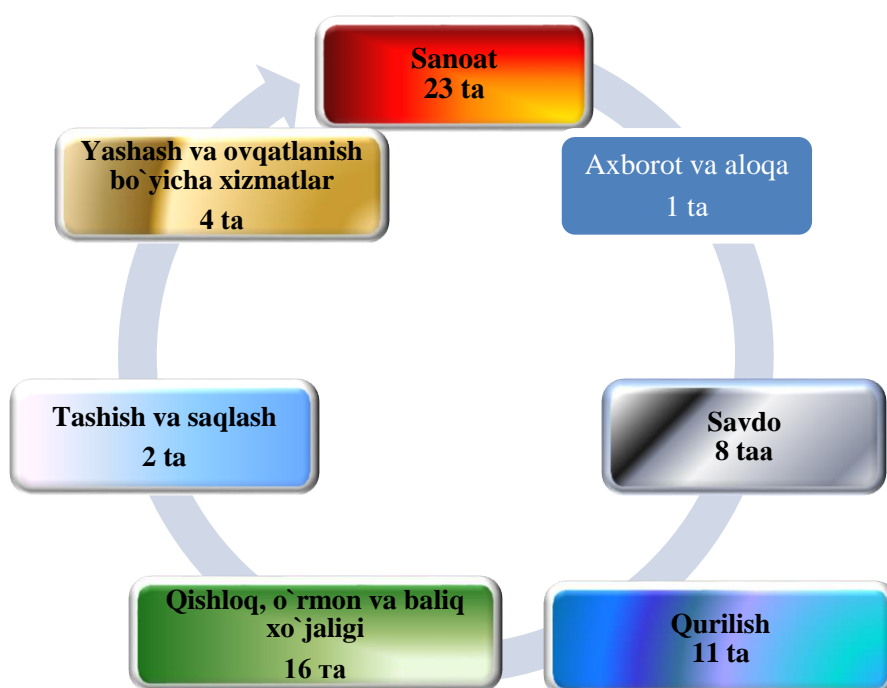 Sanoat
23 ta
Axborot va aloqa
1 ta
Savdo
8 taa
Qurilish
11 ta
Qishloq, o`rmon va baliq
xo`jaligi
16 та
Tashish va saqlash
2 ta
Yashash va ovqatlanish
bo`yicha xizmatlar
4 ta